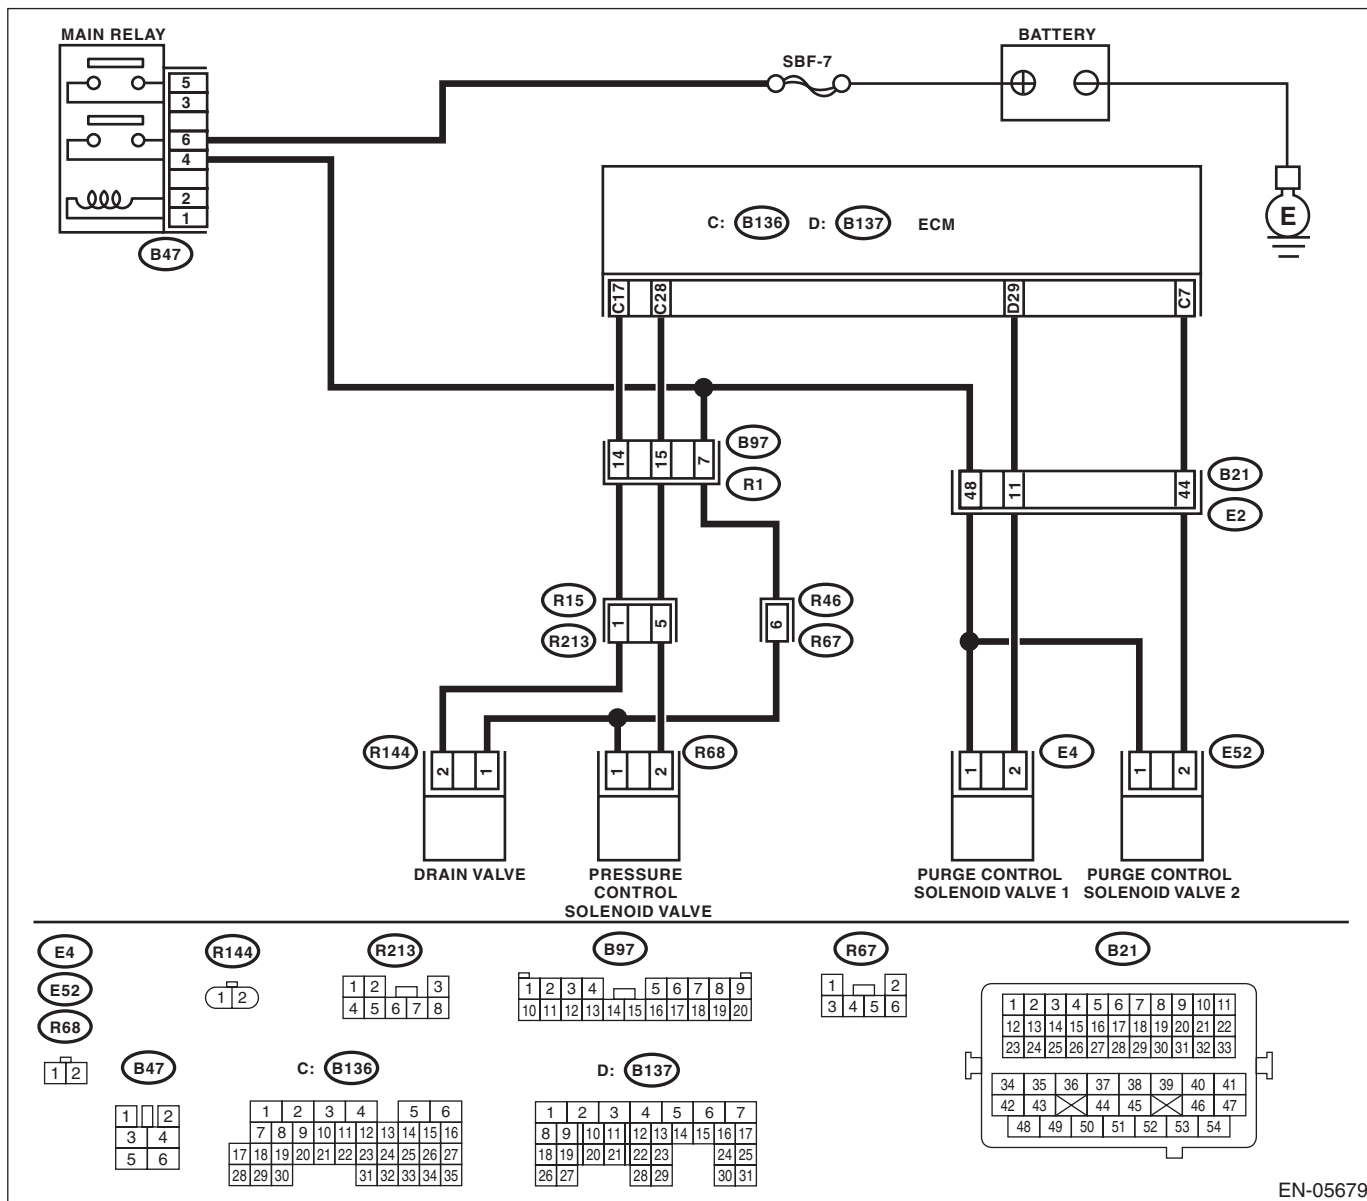 MAIN RELAY
BATTERY
SBF-7
5
3
6
4
2
1
B47
E
C: B136 D: B137 ECM
C17 C28 D29 C7
14 15 7
B97
R1
48 11 44
B21
E2
R15
R213
1 5
6
R46
R67
R144
2 1
1 2
R68
1 2
E4
1 2
E52
DRAIN VALVE
PRESSURE
CONTROL
SOLENOID VALVE
PURGE CONTROL
SOLENOID VALVE 1
PURGE CONTROL
SOLENOID VALVE 2
E4
E52
R68
1 2
R144
1 2
R213
1 2 3
4 5 6 7 8
B97
1 2 3 4 5 6 7 8 9
10 11 12 13 14 15 16 17 18 19 20
R67
1 2
3 4 5 6
B21
1 2 3 4 5 6 7 8 9 10 11
12 13 14 15 16 17 18 19 20 21 22
23 24 25 26 27 28 29 30 31 32 33
34 35 36 37 38 39 40 41
42 43 44 45 46 47
48 49 50 51 52 53 54
B47
1 2
3 4
5 6
C: B136
1 2 3 4 5 6
7 8 9 10 11 12 13 14 15 16
17 18 19 20 21 22 23 24 25 26 27
28 29 30 31 32 33 34 35
D: B137
1 2 3 4 5 6 7
8 9 10 11 12 13 14 15 16 17
18 19 20 21 22 23 24 25
26 27 28 29 30 31
EN-05679